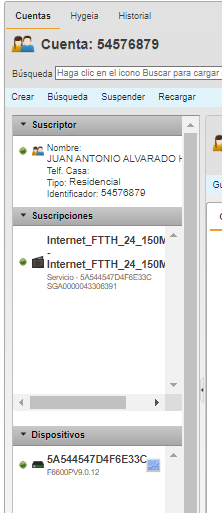 Cuentas Hygeia Historial
Cuenta: 54576879
Búsqueda Haga clic en el icono Buscar para cargar
Crear Búsqueda Suspender Recargar
Suscriptor
Nombre:
JUAN ANTONIO ALVARADO
Telf. Casa:
Tipo: Residencial
Identificador: 54576879
Suscripciones
Internet_FTTH_24_150M
-
Internet_FTTH_24_150M
Servicio - 5A544547D4F6E33C
SGA0000043306391
Dispositivos
5A544547D4F6E33C
F6600PV9.0.12